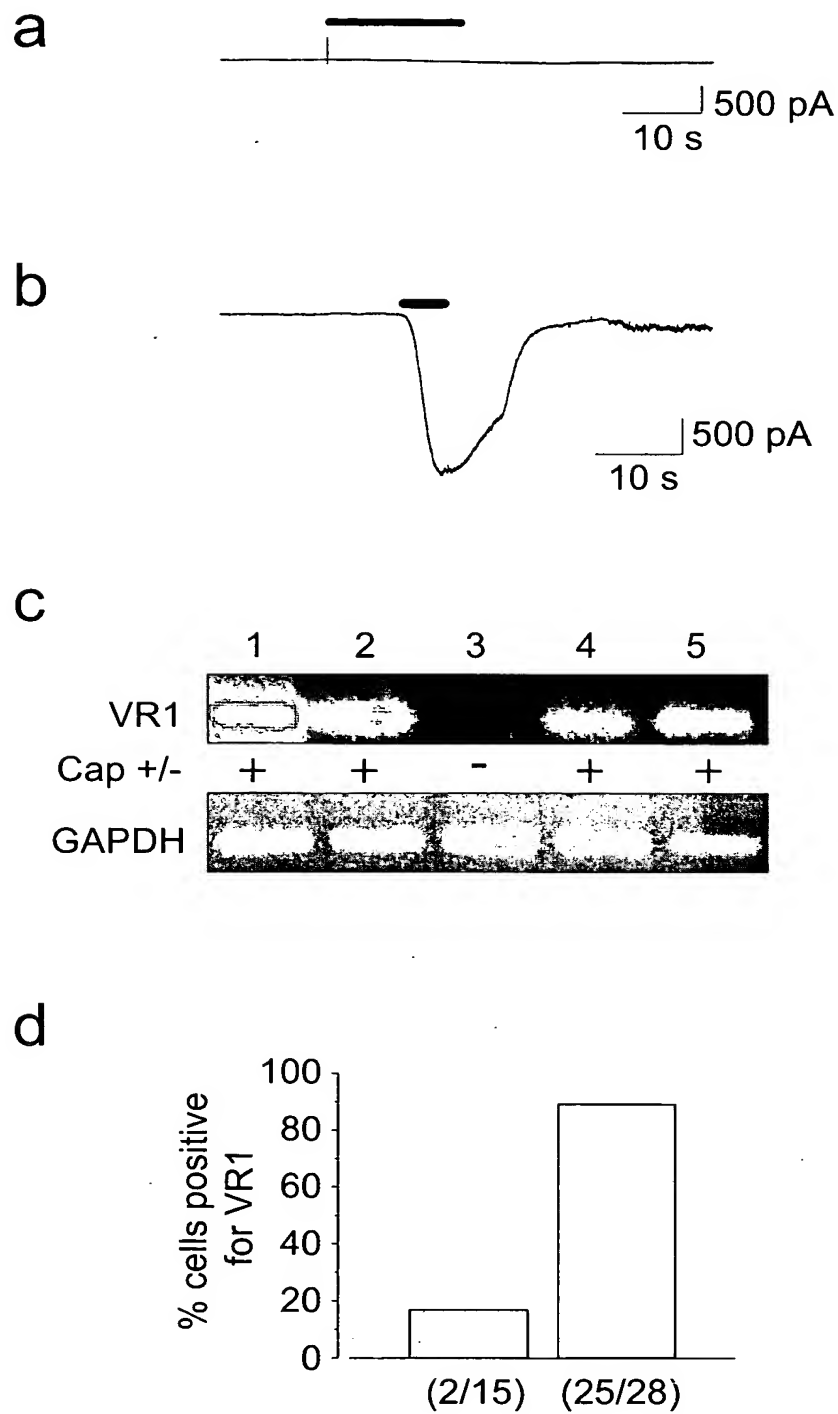 a
500 pA
10 s
b
500 pA
10 s
c
1 2 3 4 5
VR1
Cap +/- + + - + +
GAPDH
d
% cells positive
for VR1
100
80
60
40
20
0
(2/15) (25/28)